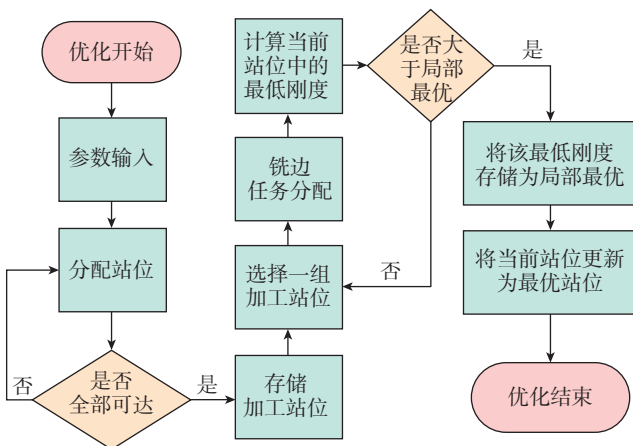 优化开始
参数输入
分配站位
是否
全部可达
否
是
存储
加工站位
选择一组
加工站位
铣边
任务分配
计算当前
站位中的
最低刚度
是否大
于局部
最优
否
是
将该最低刚度
存储为局部最优
将当前站位更新
为最优站位
优化结束